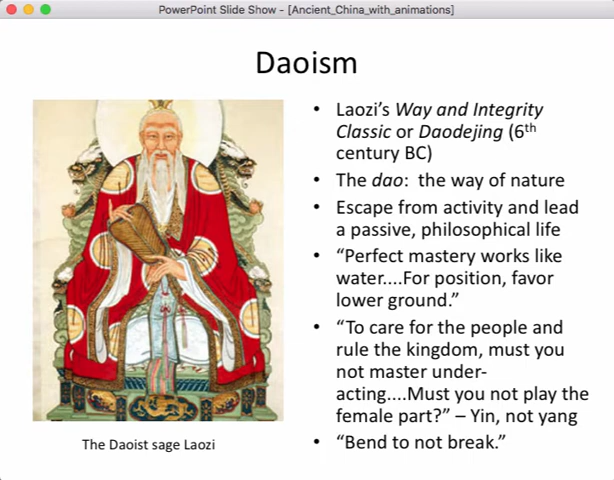 PowerPoint Slide Show - [Ancient_China_with_animations]
Daoism
• Laozi’s Way and Integrity
Classic or Daodejing (6th
century BC)
• The dao:  the way of nature
• Escape from activity and lead
a passive, philosophical life
• “Perfect mastery works like
water....For position, favor
lower ground.”
• “To care for the people and
rule the kingdom, must you
not master under-
acting....Must you not play the
female part?” – Yin, not yang
• “Bend to not break.”
The Daoist sage Laozi